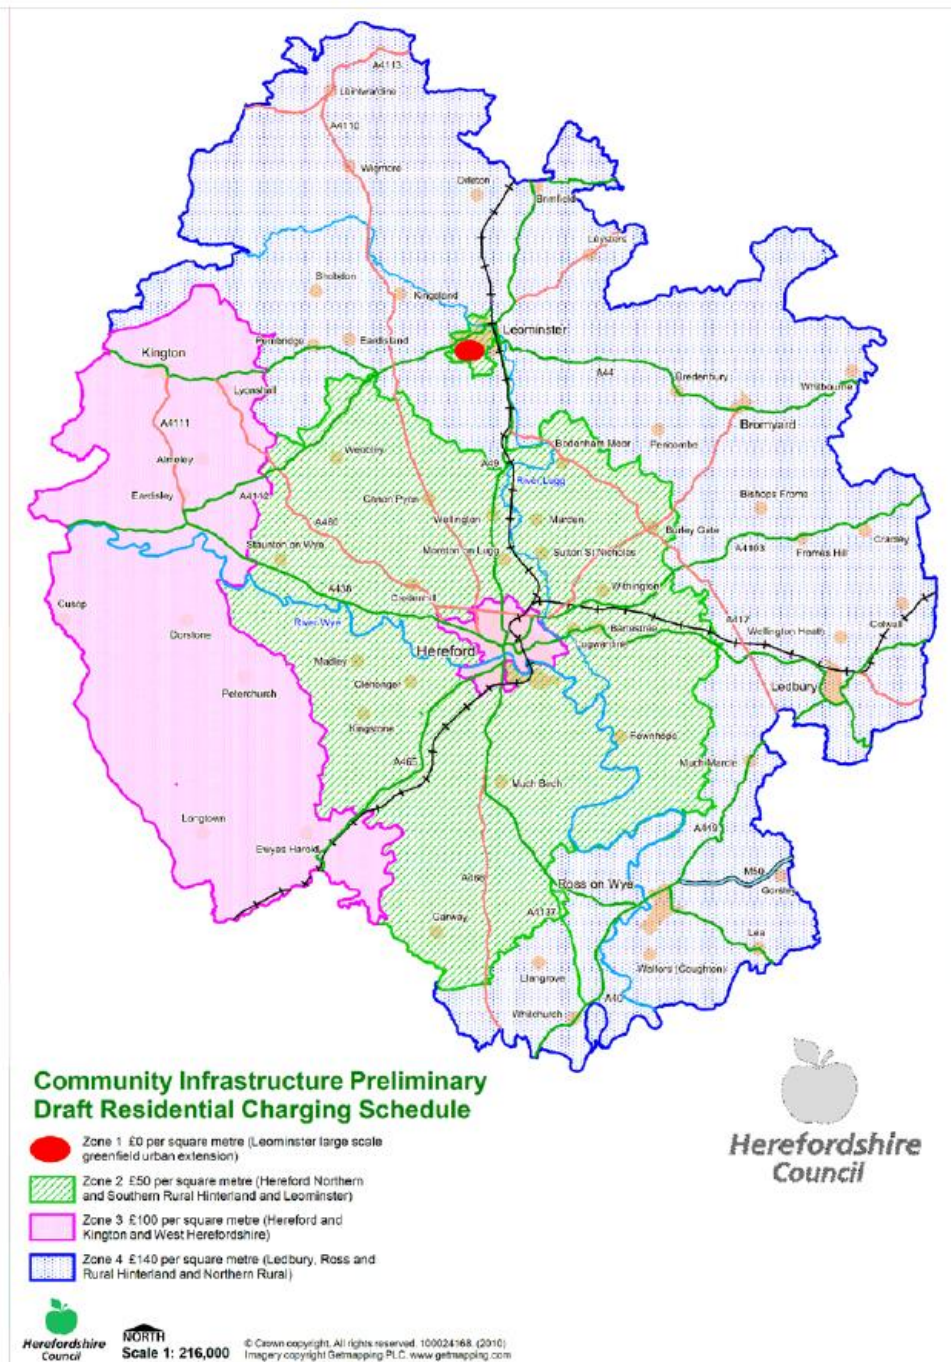 A4113
Leintwardine
A4110
Wigmore
Orleton
Brimfield
Leysters
Shobdon
Kingsland
Leominster
Kington
Pembridge
Eardisland
A44
Bredenbury
Whitbourne
Lyonshall
A4111
Bromyard
Weobley
Bodenham Moor
Pencombe
Almeley
A49
River Lugg
Eardisley
A4112
Canon Pyon
Bishops Frome
A480
Wellington
Marden
Burley Gate
Staunton on Wye
Moreton on Lugg
Sutton St Nicholas
A4103
Fromes Hill
Cradley
A438
Credenhill
Withington
Cusop
River Wye
Bartestree
A417
Wellington Heath
Colwall
Dorstone
Hereford
Lugwardine
Madley
Peterchurch
Clehonger
Ledbury
Kingstone
Fownhope
A465
Much Marcle
Much Birch
Longtown
A449
Ewyas Harold
M50
Ross on Wye
Gorsley
A466
Garway
A4137
Lea
Llangrove
Walford (Coughton)
A40
Whitchurch
Community Infrastructure Preliminary
Draft Residential Charging Schedule
Zone 1 £0 per square metre (Leominster large scale
greenfield urban extension)
Zone 2 £50 per square metre (Hereford Northern
and Southern Rural Hinterland and Leominster)
Zone 3 £100 per square metre (Hereford and
Kington and West Herefordshire)
Zone 4 £140 per square metre (Ledbury, Ross and
Rural Hinterland and Northern Rural)
Herefordshire
Council
Herefordshire
Council
NORTH
Scale 1: 216,000
© Crown copyright. All rights reserved. 100024168. (2010)
Imagery copyright Getmapping PLC. www.getmapping.com